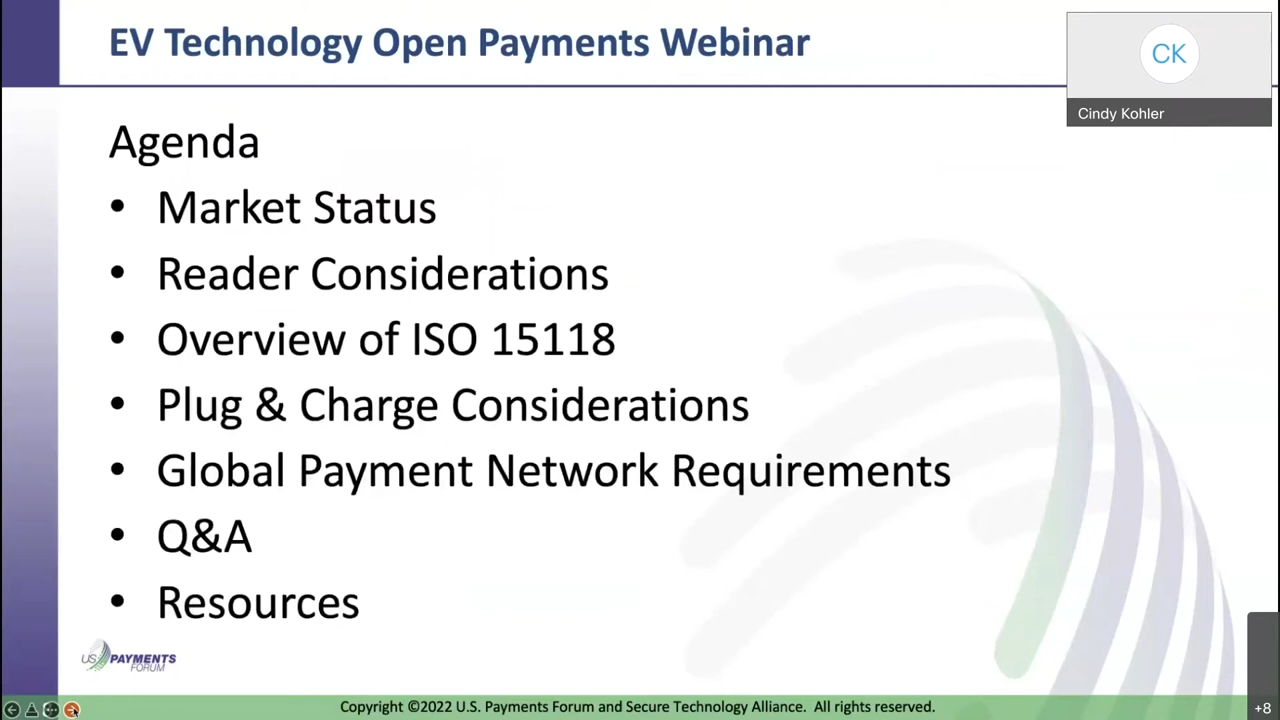 EV Technology Open Payments Webinar
CK
Cindy Kohler
Agenda
• Market Status
• Reader Considerations
• Overview of ISO 15118
• Plug & Charge Considerations
• Global Payment Network Requirements
• Q&A
• Resources
US PAYMENTS
FORUM
Copyright ©2022 U.S. Payments Forum and Secure Technology Alliance. All rights reserved.
+8